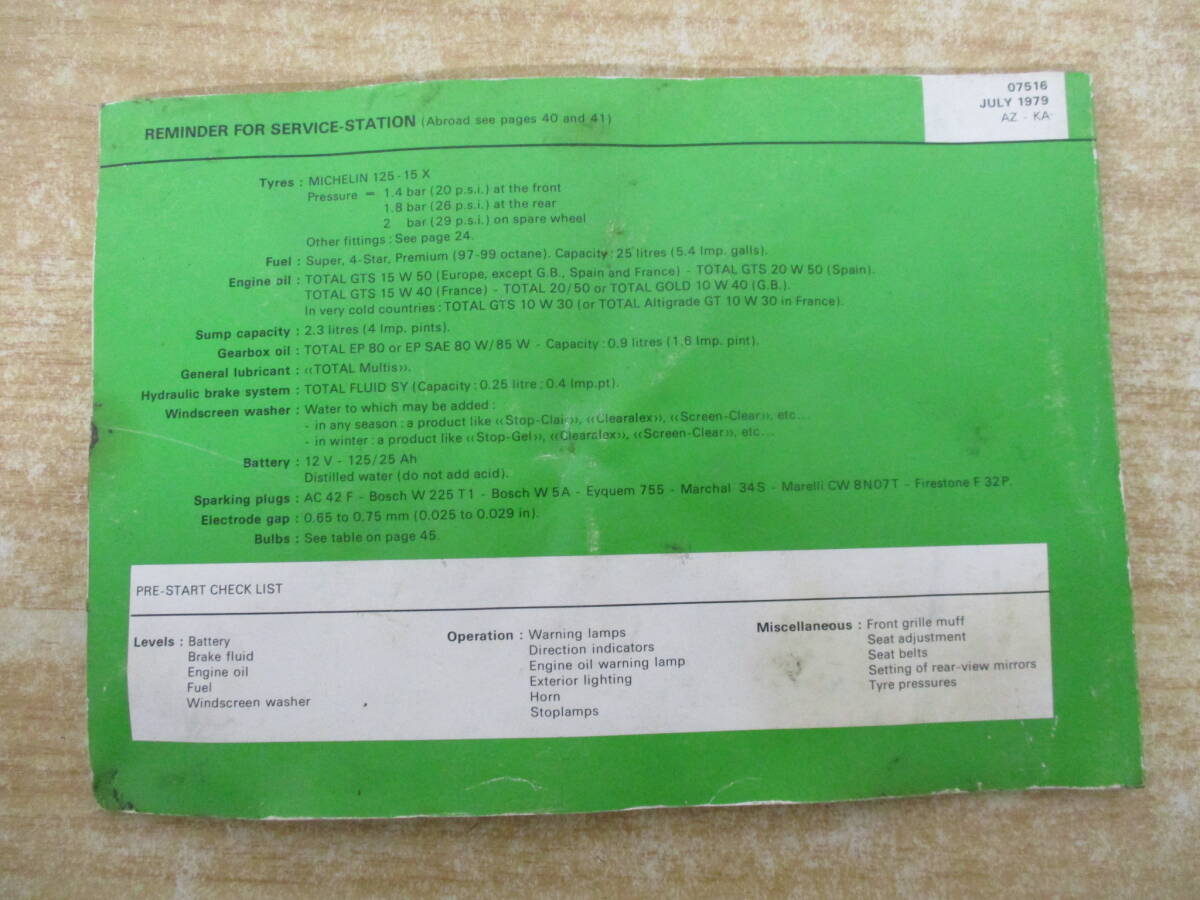 07516
JULY 1979
AZ - KA
REMINDER FOR SERVICE-STATION (Abroad see pages 40 and 41)
Tyres : MICHELIN 125 - 15 X
Pressure = 1.4 bar (20 p.s.i.) at the front
1.8 bar (26 p.s.i.) at the rear
2 bar (29 p.s.i.) on spare wheel
Other fittings : See page 24.
Fuel : Super, 4-Star, Premium (97-99 octane). Capacity : 25 litres (5.4 Imp. galls).
Engine oil : TOTAL GTS 15 W 50 (Europe, except G.B., Spain and France) - TOTAL GTS 20 W 50 (Spain).
TOTAL GTS 15 W 40 (France) - TOTAL 20/50 or TOTAL GOLD 10 W 40 (G.B.).
In very cold countries : TOTAL GTS 10 W 30 (or TOTAL Altigrade GT 10 W 30 in France).
Sump capacity : 2.3 litres (4 Imp. pints).
Gearbox oil : TOTAL EP 80 or EP SAE 80 W/85 W - Capacity : 0.9 litres (1.6 Imp. pint).
General lubricant : «TOTAL Multis».
Hydraulic brake system : TOTAL FLUID SY (Capacity : 0.25 litre : 0.4 Imp.pt).
Windscreen washer : Water to which may be added :
- in any season : a product like «Stop-Clair», «Clearalex», «Screen-Clear», etc...
- in winter : a product like «Stop-Gel», «Clearalex», «Screen-Clear», etc...
Battery : 12 V - 125/25 Ah
Distilled water (do not add acid).
Sparking plugs : AC 42 F - Bosch W 225 T1 - Bosch W 5A - Eyquem 755 - Marchal 34 S - Marelli CW 8N07T - Firestone F 32P.
Electrode gap : 0.65 to 0.75 mm (0.025 to 0.029 in).
Bulbs : See table on page 45.
PRE-START CHECK LIST
Levels : Battery
Brake fluid
Engine oil
Fuel
Windscreen washer
Operation : Warning lamps
Direction indicators
Engine oil warning lamp
Exterior lighting
Horn
Stoplamps
Miscellaneous : Front grille muff
Seat adjustment
Seat belts
Setting of rear-view mirrors
Tyre pressures